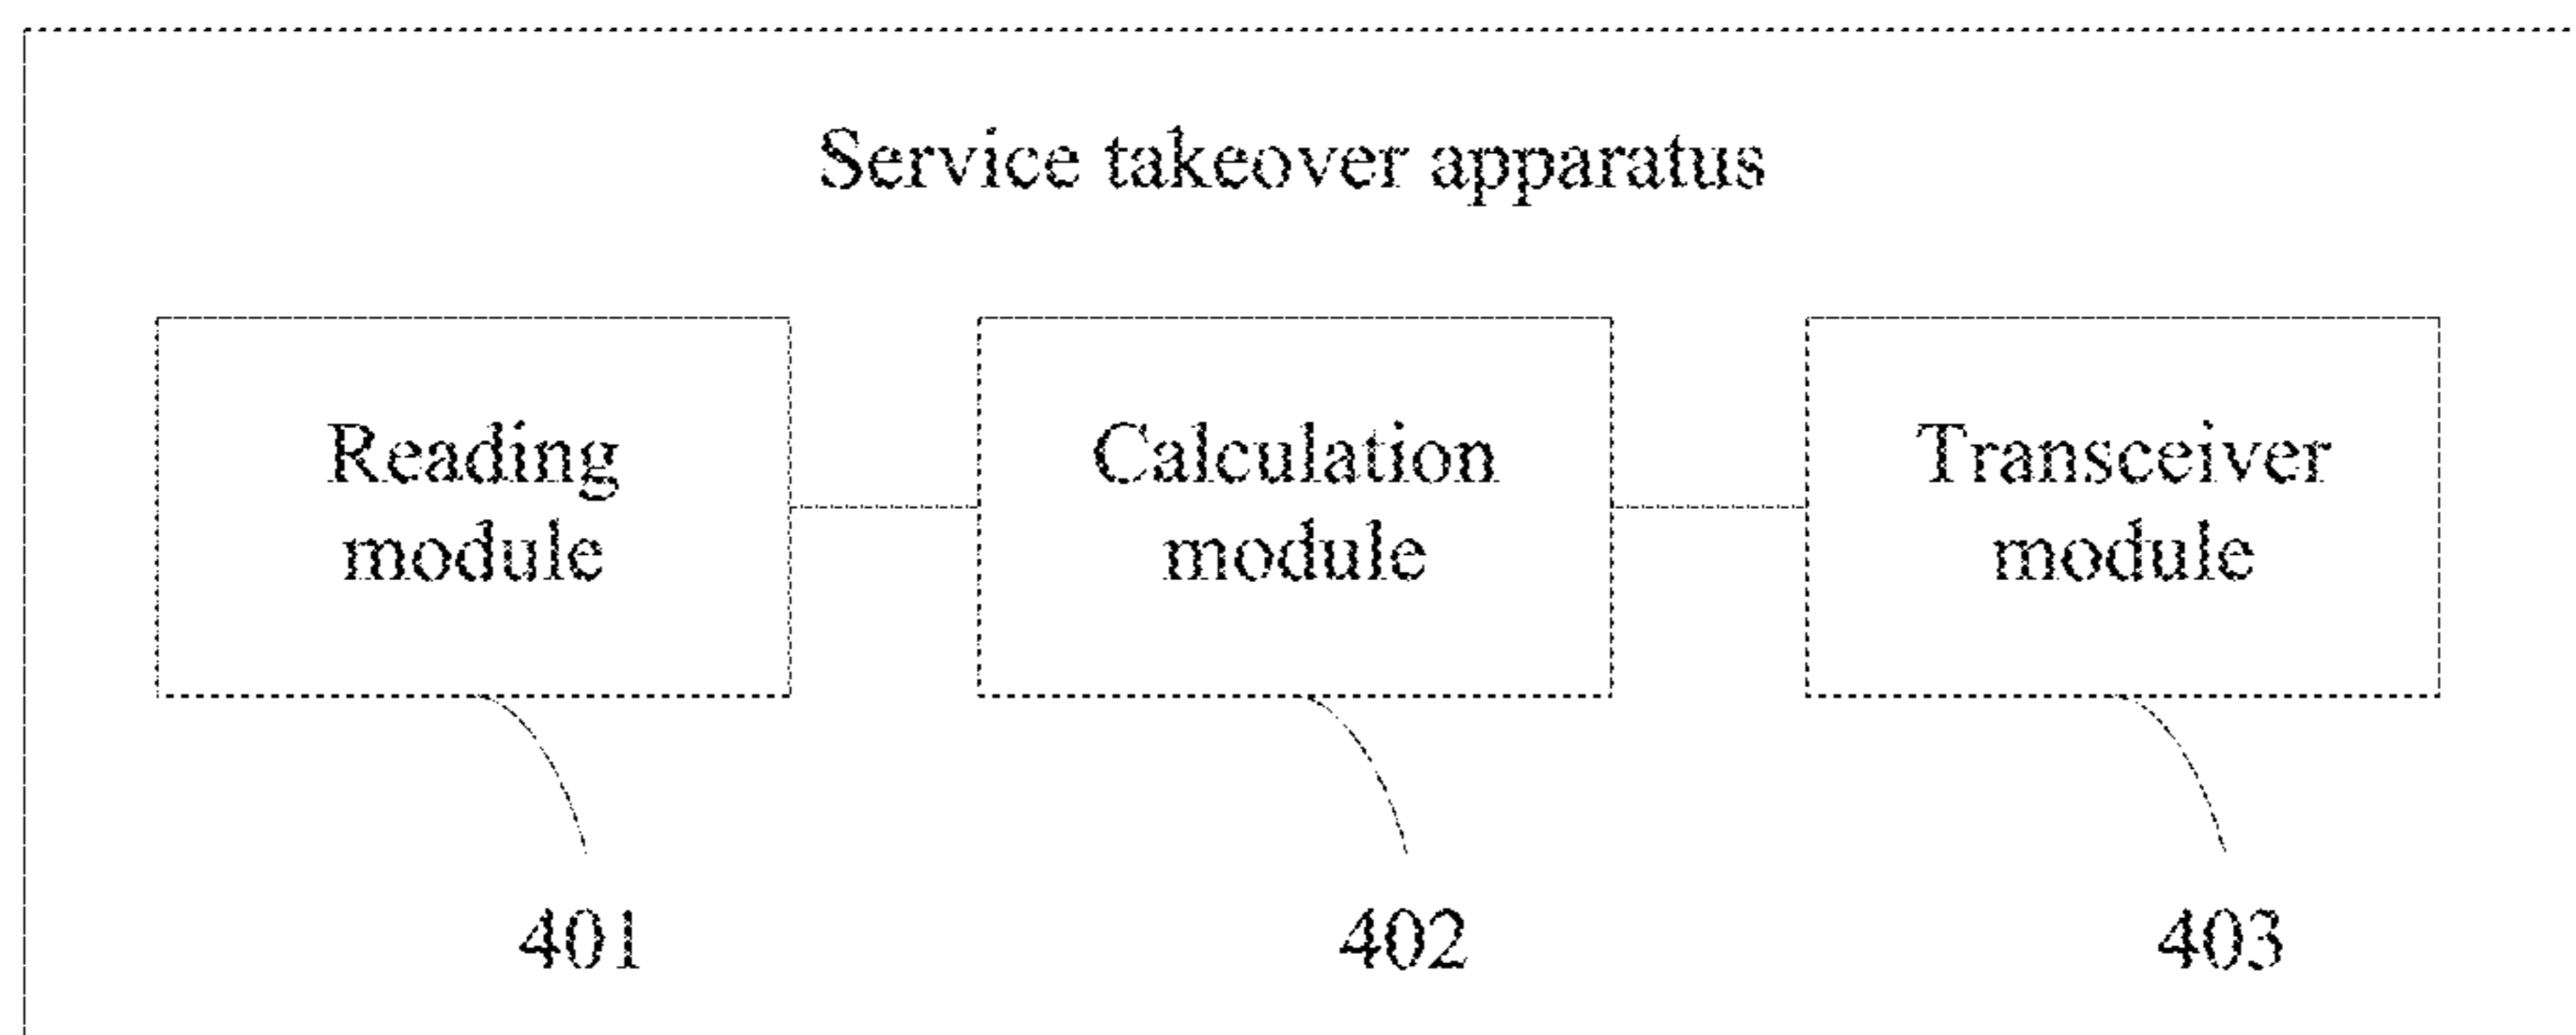 Service takeover apparatus
Reading
module
Calculation
module
Transceiver
module
401
402
403